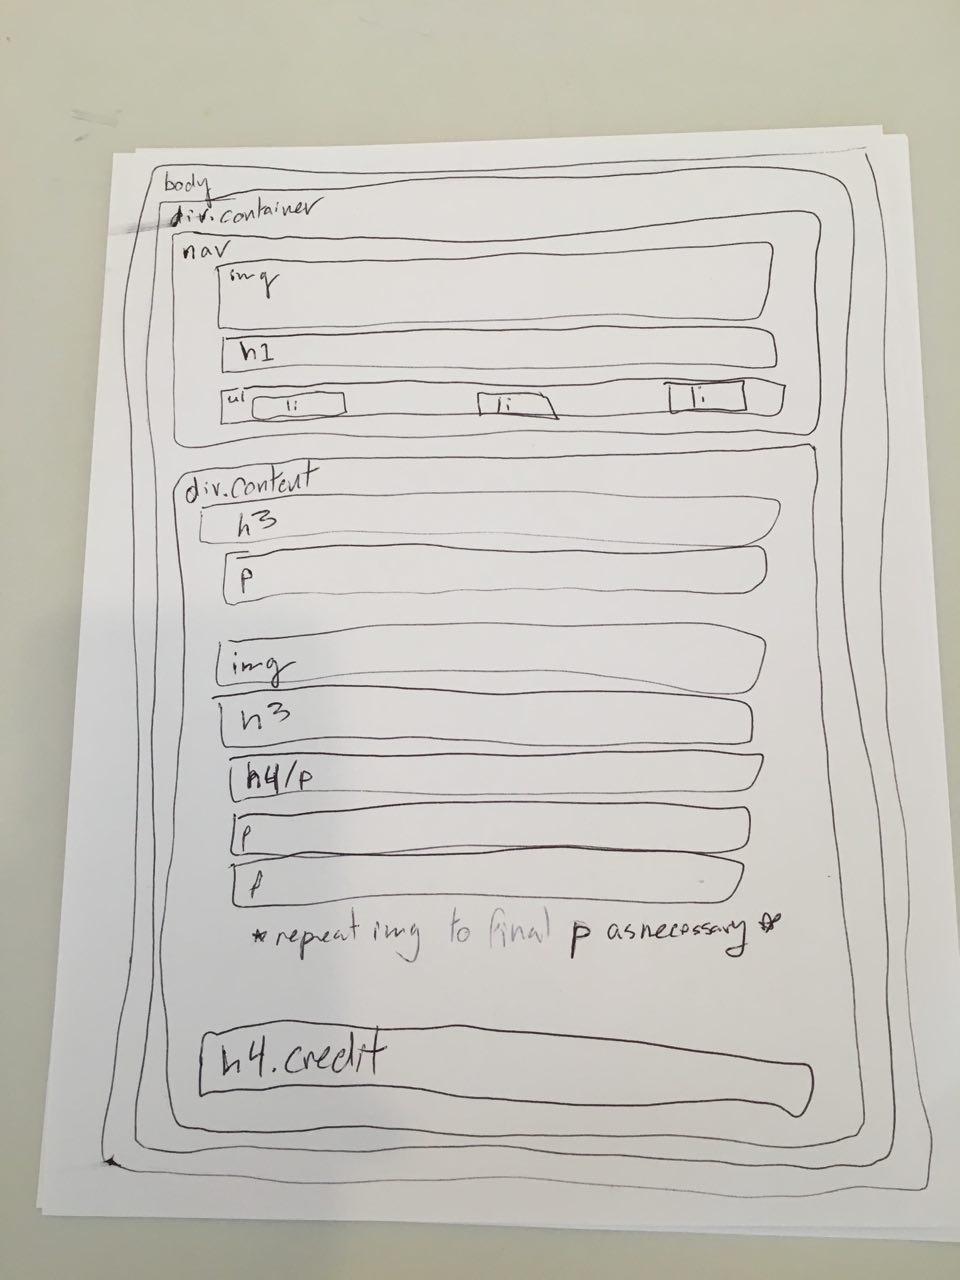 body
div.container
nav
img
h1
ul li li li
div.content
h3
p
img
h3
h4/p
p
p
*repeat img to final p as necessary*
h4.credit